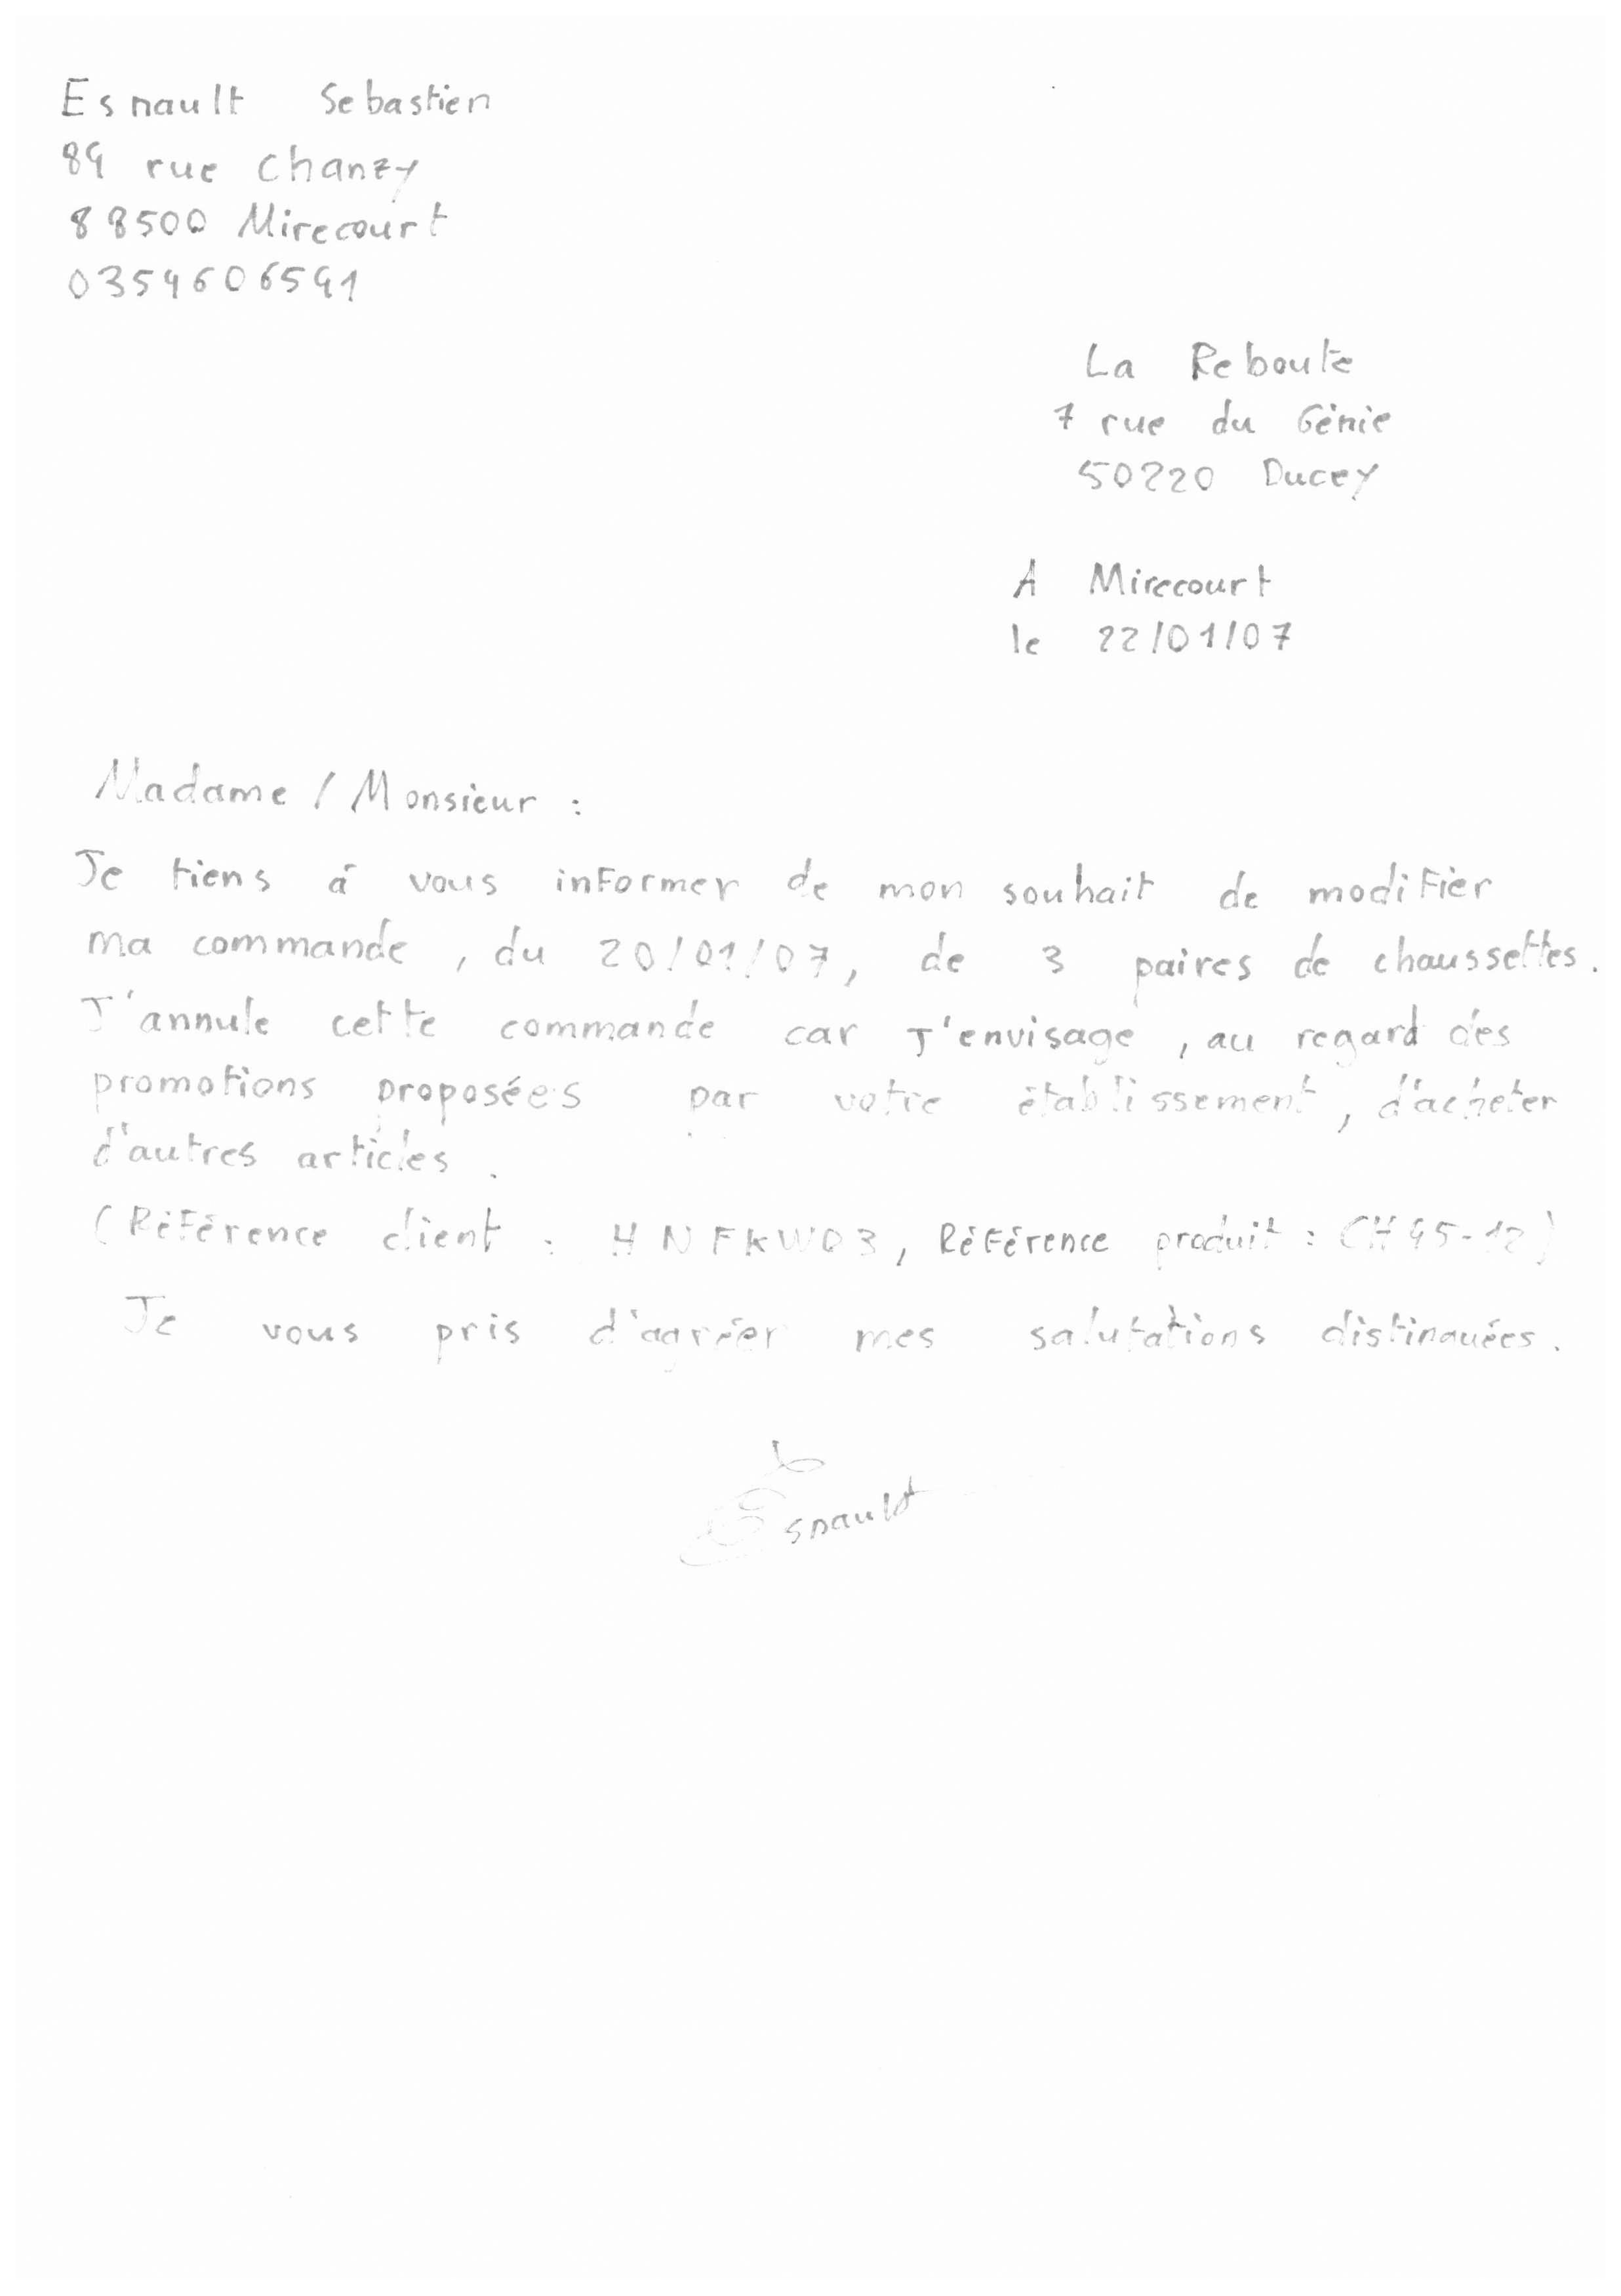 Esnault Sebastien
89 rue Chanzy
88500 Mirecourt
0354606591
La Reboute
7 rue du Génie
50220 Ducey
A Mirecourt
le 22/01/07
Madame / Monsieur :
Je tiens à vous informer de mon souhait de modifier
ma commande, du 20/01/07, de 3 paires de chaussettes.
J'annule cette commande car J'envisage, au regard des
promotions proposées par votre établissement, d'acheter
d'autres articles.
(Référence client : HNFKW03, Référence produit : CH45-12)
Je vous pris d'agréer mes salutations distinguées.
Esnault